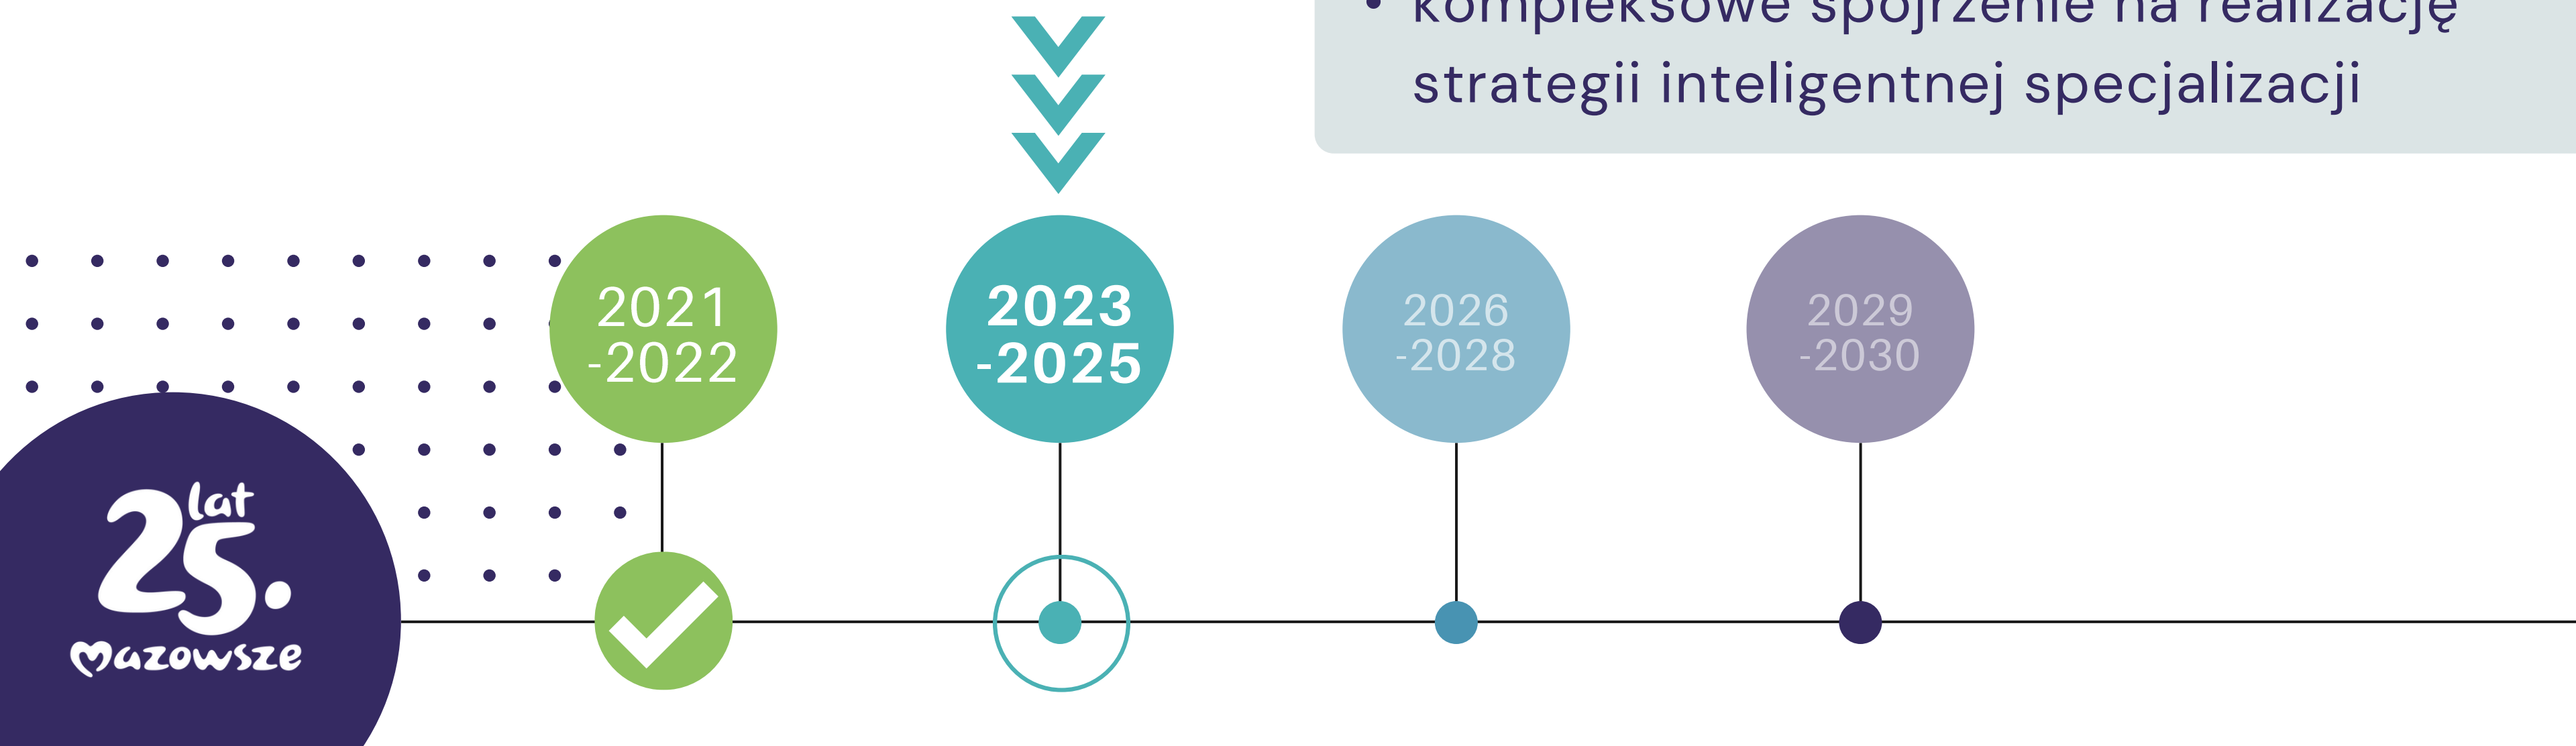 • kompleksowe spojrzenie na realizację
strategii inteligentnej specjalizacji
2021
-2022
2023
-2025
2026
-2028
2029
-2030
25 lat
Mazowsze